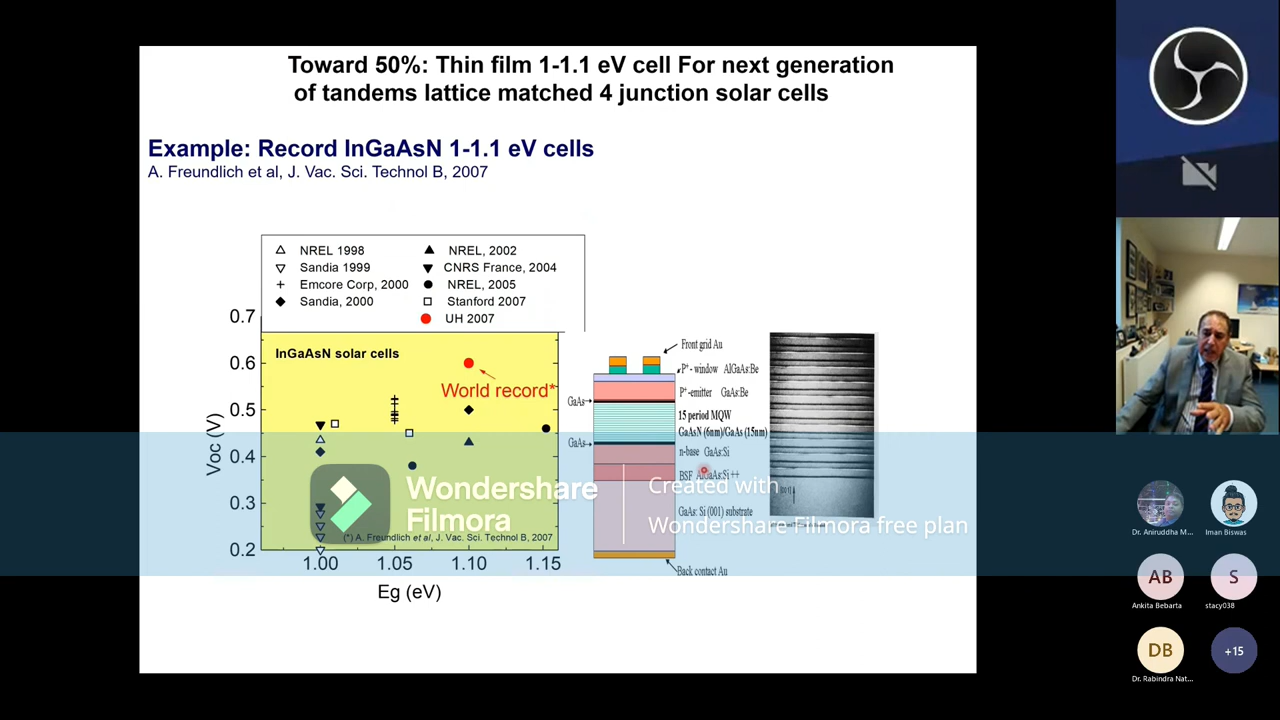 Toward 50%: Thin film 1-1.1 eV cell For next generation
of tandems lattice matched 4 junction solar cells
Example: Record InGaAsN 1-1.1 eV cells
A. Freundlich et al, J. Vac. Sci. Technol B, 2007
NREL 1998
NREL, 2002
Sandia 1999
CNRS France, 2004
Emcore Corp, 2000
NREL, 2005
Sandia, 2000
Stanford 2007
UH 2007
0.7
0.6
0.5
0.4
0.3
0.2
Voc (V)
InGaAsN solar cells
World record*
(*) A. Freundlich et al, J. Vac. Sci. Technol B, 2007
1.00
1.05
1.10
1.15
Eg (eV)
Front grid Au
P+- window AlGaAs:Be
P+-emitter GaAs:Be
GaAs
15 period MQW
GaAsN (6nm)/GaAs (15nm)
GaAs
n-base GaAs:Si
BSF AlGaAs:Si ++
GaAs: Si (001) substrate
Back contact Au
Wondershare
Filmora
Created with
Wondershare Filmora free plan
Dr. Aniruddha M...
Iman Biswas
AB
S
Ankita Bebarta
stacy038
DB
+15
Dr. Rabindra Nat...